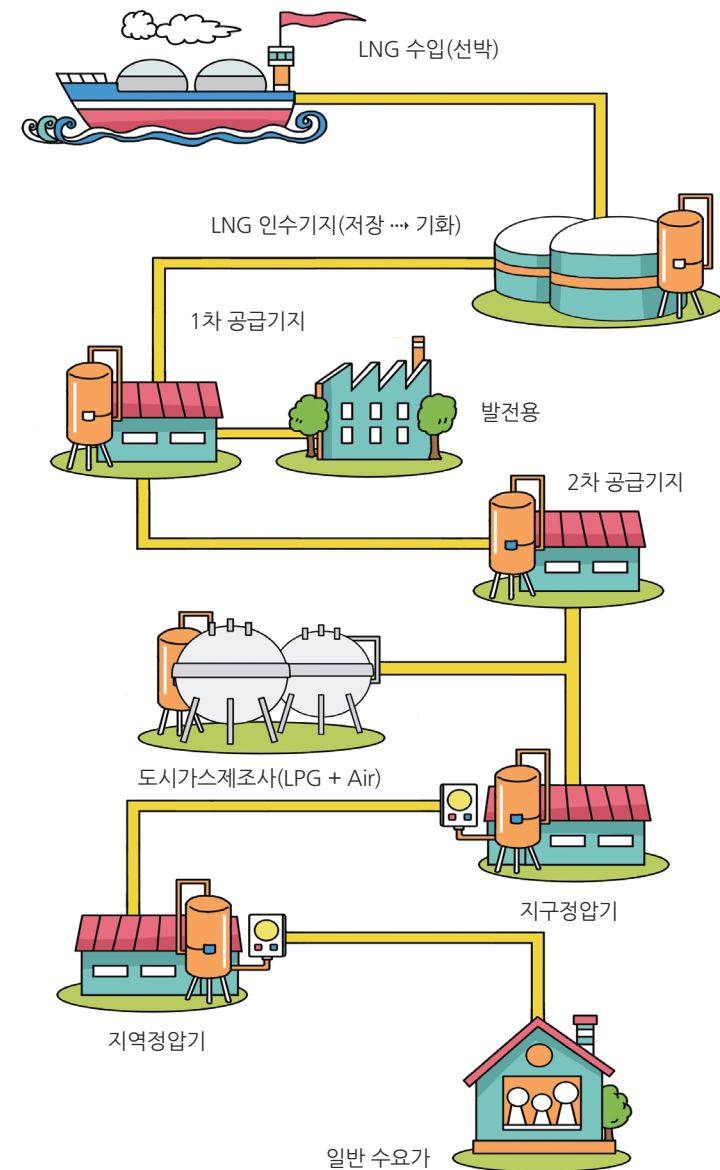 LNG 수입(선박)
LNG 인수기지(저장 ⋯→ 기화)
1차 공급기지
발전용
2차 공급기지
도시가스제조사(LPG + Air)
지구정압기
지역정압기
일반 수요가